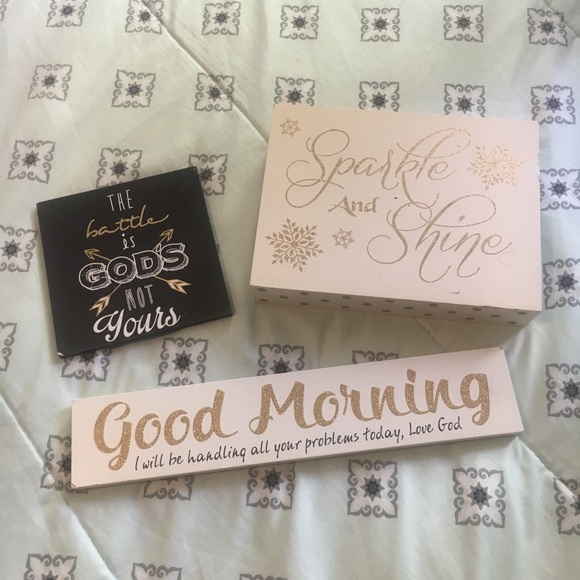 THE
battle
is
GOD'S
NOT
Yours
Sparkle
And
Shine
Good Morning
I will be handling all your problems today, Love God